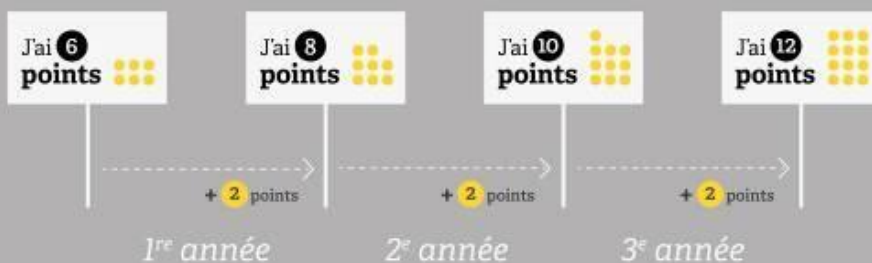 J'ai 6
points
J'ai 8
points
J'ai 10
points
J'ai 12
points
+ 2 points
+ 2 points
+ 2 points
1re année
2e année
3e année